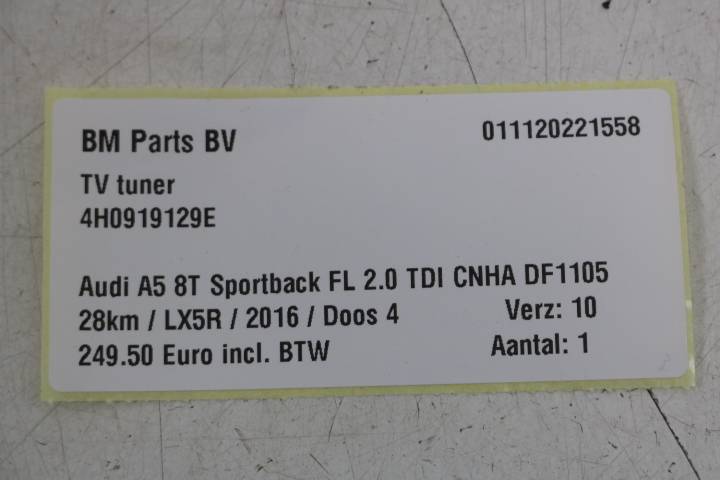 BM Parts BV 011120221558
TV tuner
4H0919129E
Audi A5 8T Sportback FL 2.0 TDI CNHA DF1105
28km / LX5R / 2016 / Doos 4 Verz: 10
249.50 Euro incl. BTW Aantal: 1